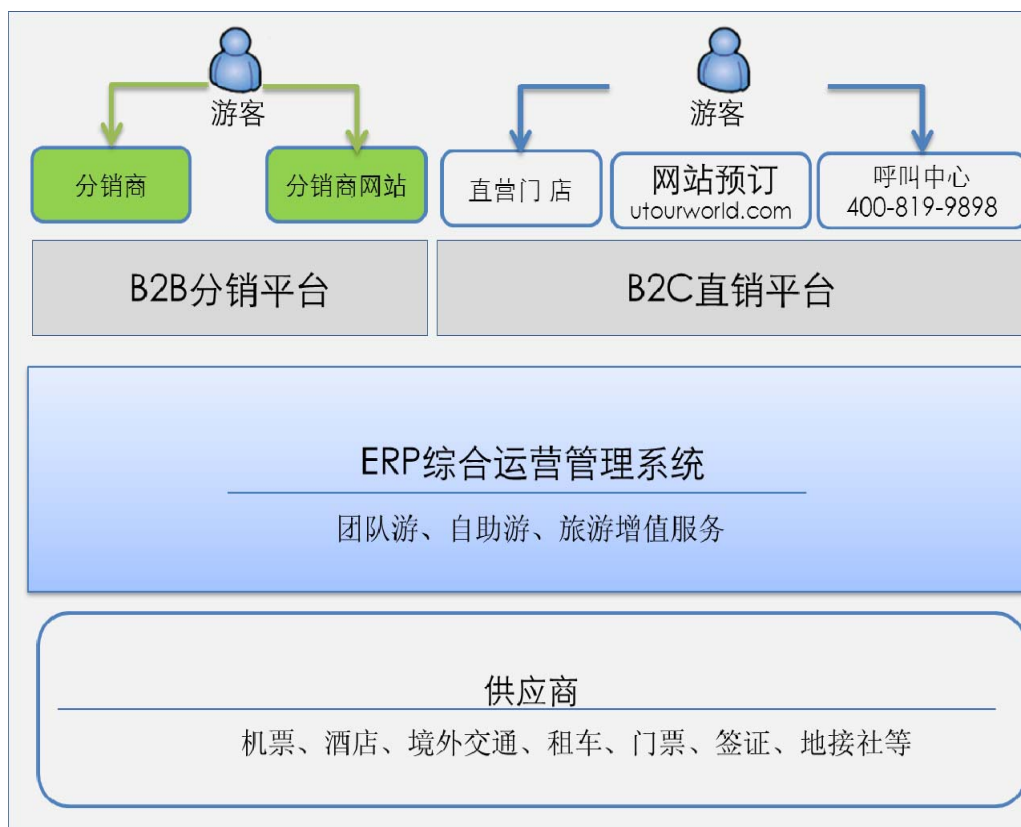 游客
游客
分销商
分销商网站
直营门 店
网站预订
utourworld.com
呼叫中心
400-819-9898
B2B分销平台
B2C直销平台
ERP综合运营管理系统
团队游、自助游、旅游增值服务
供应商
机票、酒店、境外交通、租车、门票、签证、地接社等